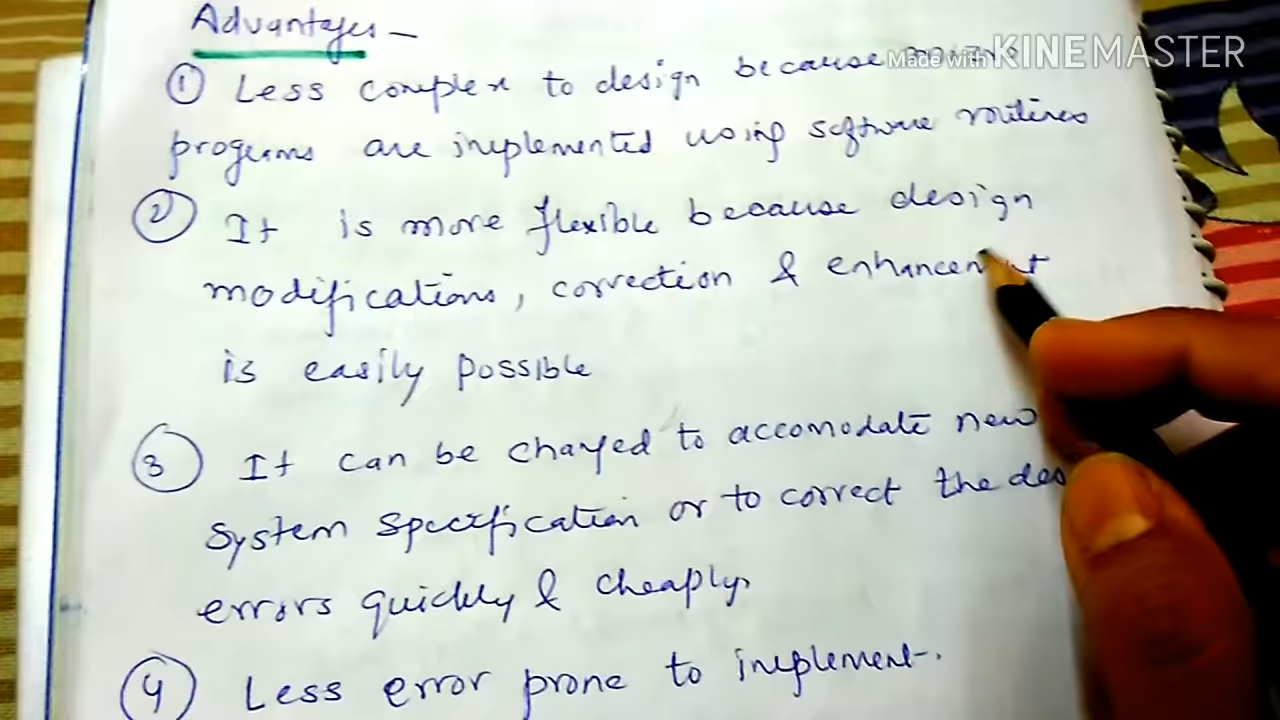 Advantages -
① Less complex to design because
Made with KINEMASTER
programs are implemented using software routines
② It is more flexible because design
modifications, correction & enhancement
is easily possible
③ It can be changed to accomodate new
system specification or to correct the des
errors quickly & cheaply.
④ Less error prone to implement.